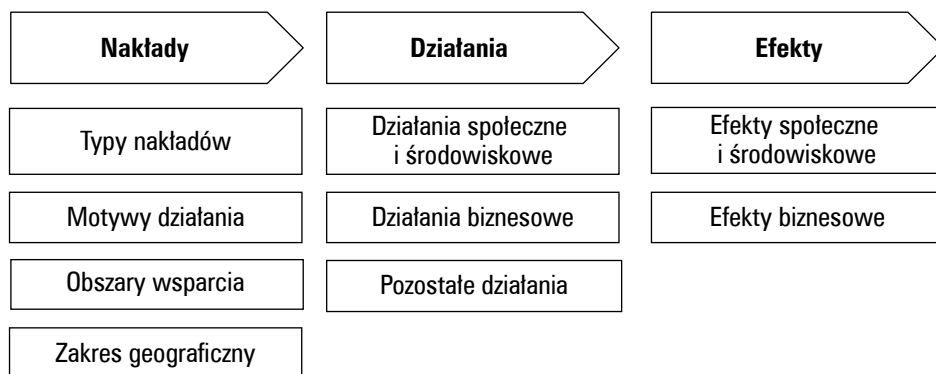 Nakłady
Działania
Efekty
Typy nakładów
Działania społeczne
i środowiskowe
Efekty społeczne
i środowiskowe
Motywy działania
Działania biznesowe
Efekty biznesowe
Obszary wsparcia
Pozostałe działania
Zakres geograficzny